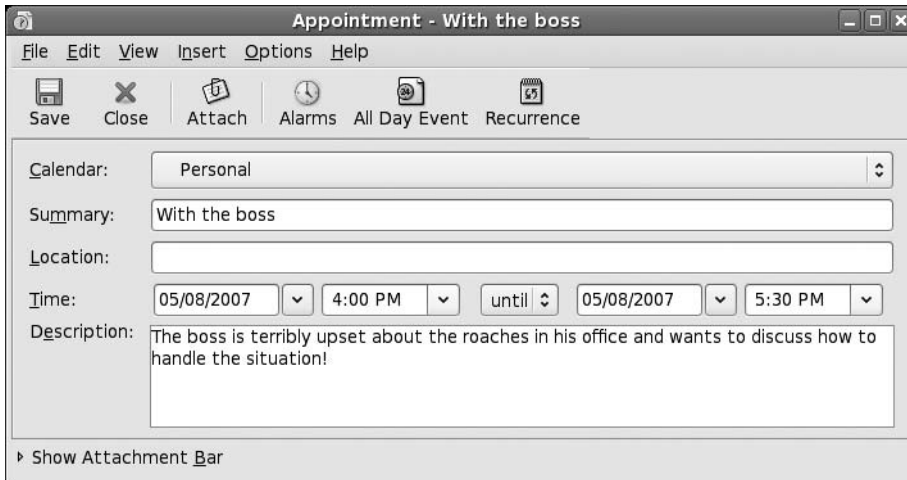 Appointment - With the boss
File Edit View Insert Options Help
Save Close Attach Alarms All Day Event Recurrence
Calendar: Personal
Summary: With the boss
Location:
Time: 05/08/2007 4:00 PM until 05/08/2007 5:30 PM
Description: The boss is terribly upset about the roaches in his office and wants to discuss how to
handle the situation!
Show Attachment Bar